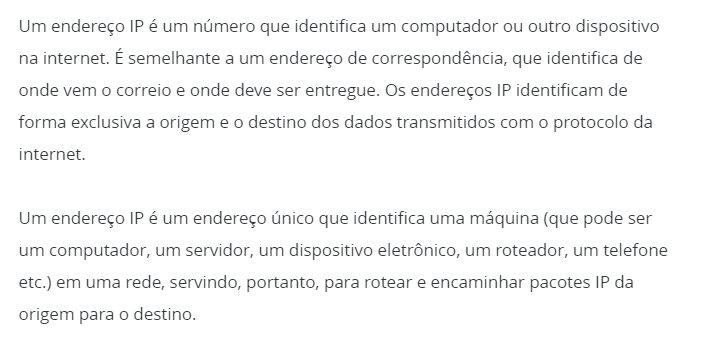 Um endereço IP é um número que identifica um computador ou outro dispositivo
na internet. É semelhante a um endereço de correspondência, que identifica de
onde vem o correio e onde deve ser entregue. Os endereços IP identificam de
forma exclusiva a origem e o destino dos dados transmitidos com o protocolo da
internet.
Um endereço IP é um endereço único que identifica uma máquina (que pode ser
um computador, um servidor, um dispositivo eletrônico, um roteador, um telefone
etc.) em uma rede, servindo, portanto, para rotear e encaminhar pacotes IP da
origem para o destino.